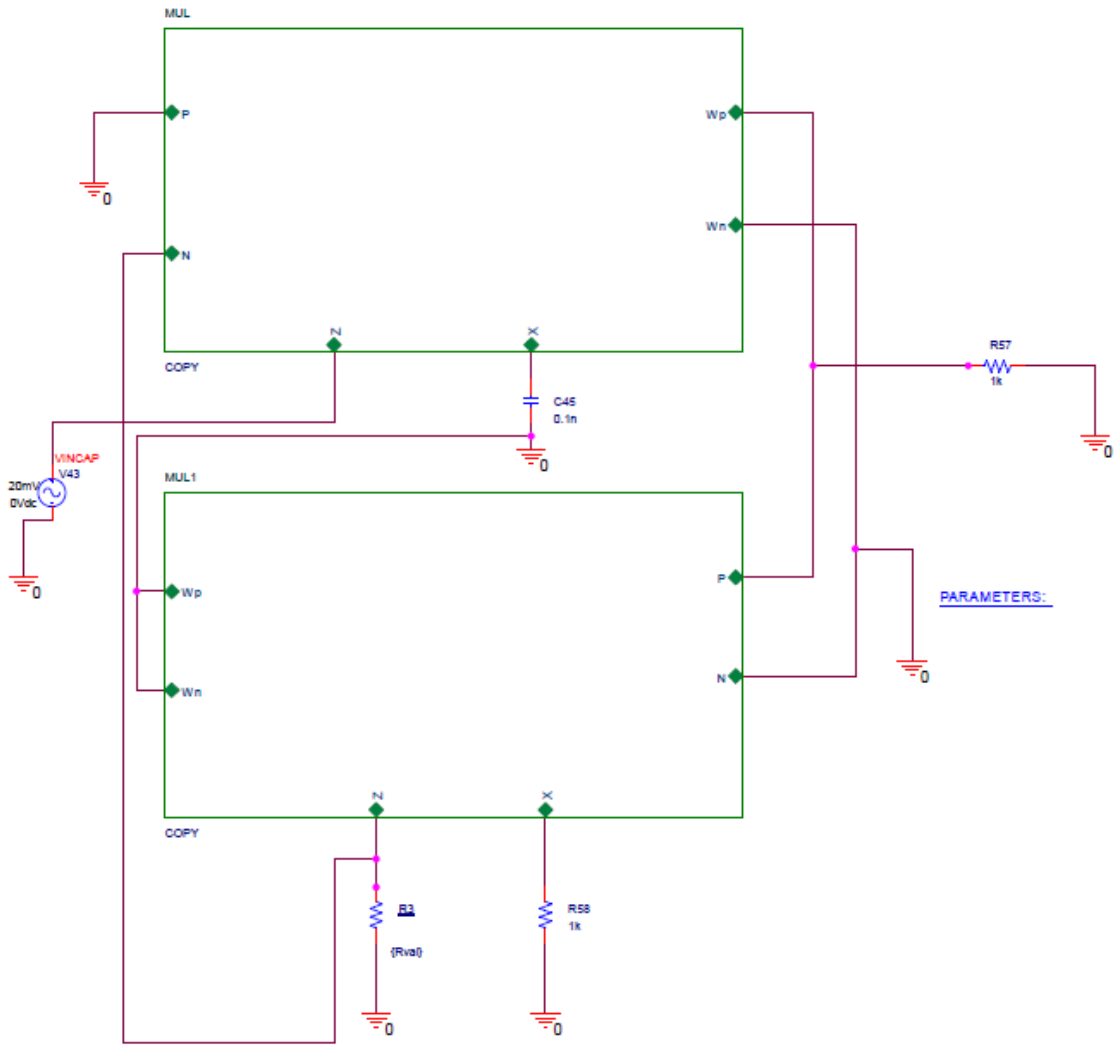 MUL
P
0
N
Wp
Wn
Z
X
COPY
R57
1k
0
C45
0.1n
0
VINCAP
V43
20mV
0Vdc
0
MUL1
Wp
Wn
P
N
PARAMETERS:
0
Z
X
COPY
R3
{Rval}
0
R58
1k
0